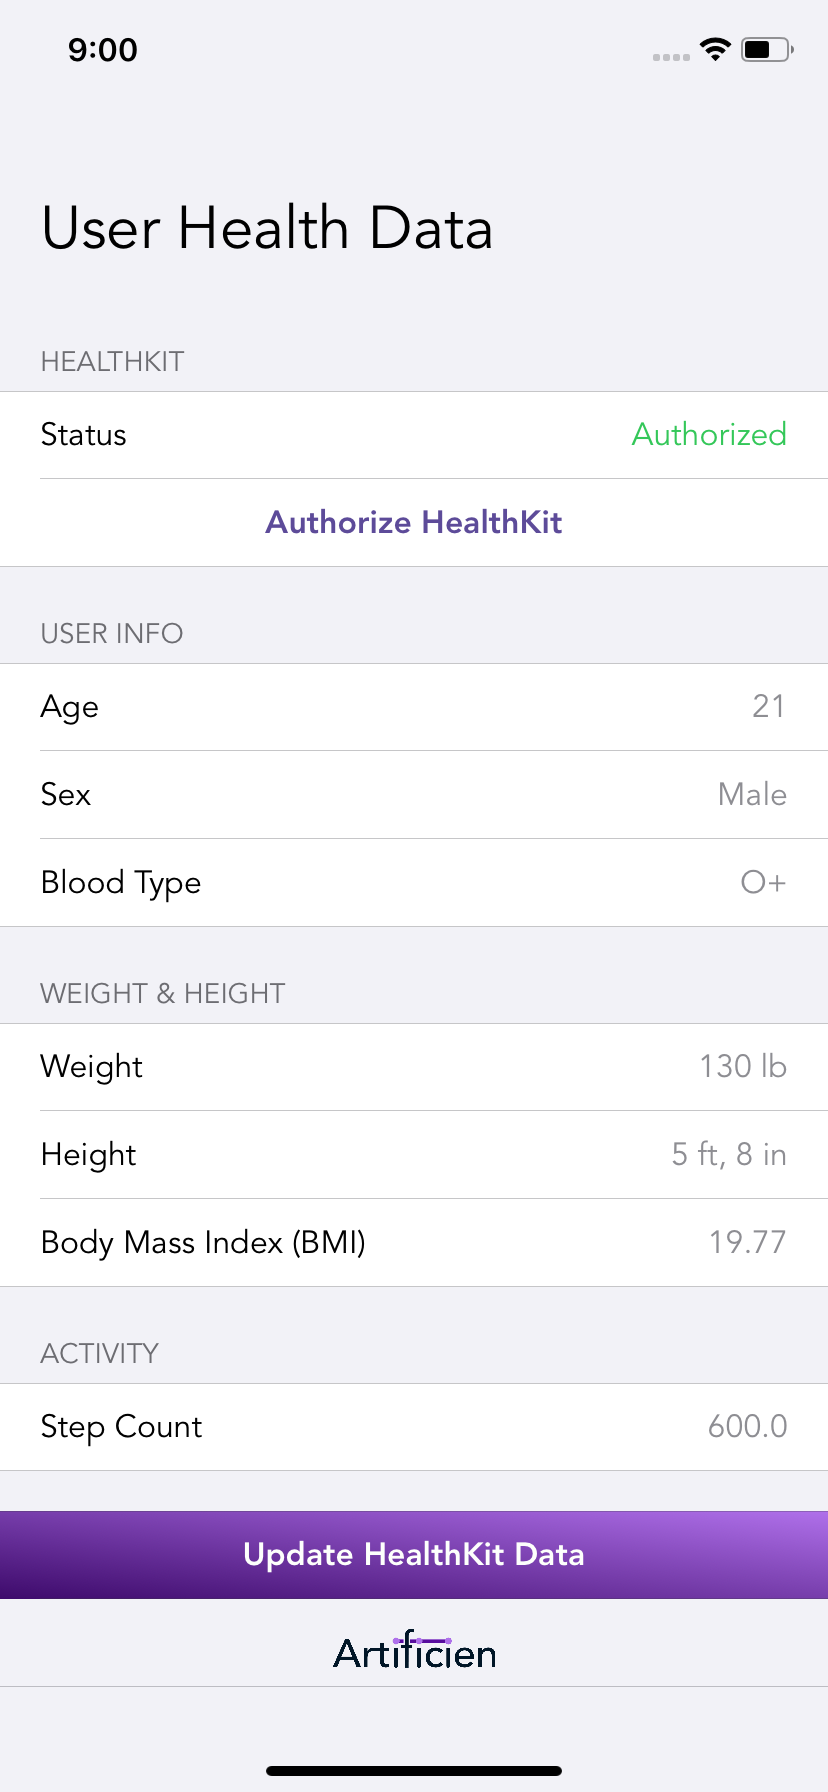 9:00
User Health Data
HEALTHKIT
Status Authorized
Authorize HealthKit
USER INFO
Age 21
Sex Male
Blood Type O+
WEIGHT & HEIGHT
Weight 130 lb
Height 5 ft, 8 in
Body Mass Index (BMI) 19.77
ACTIVITY
Step Count 600.0
Update HealthKit Data
Artificien